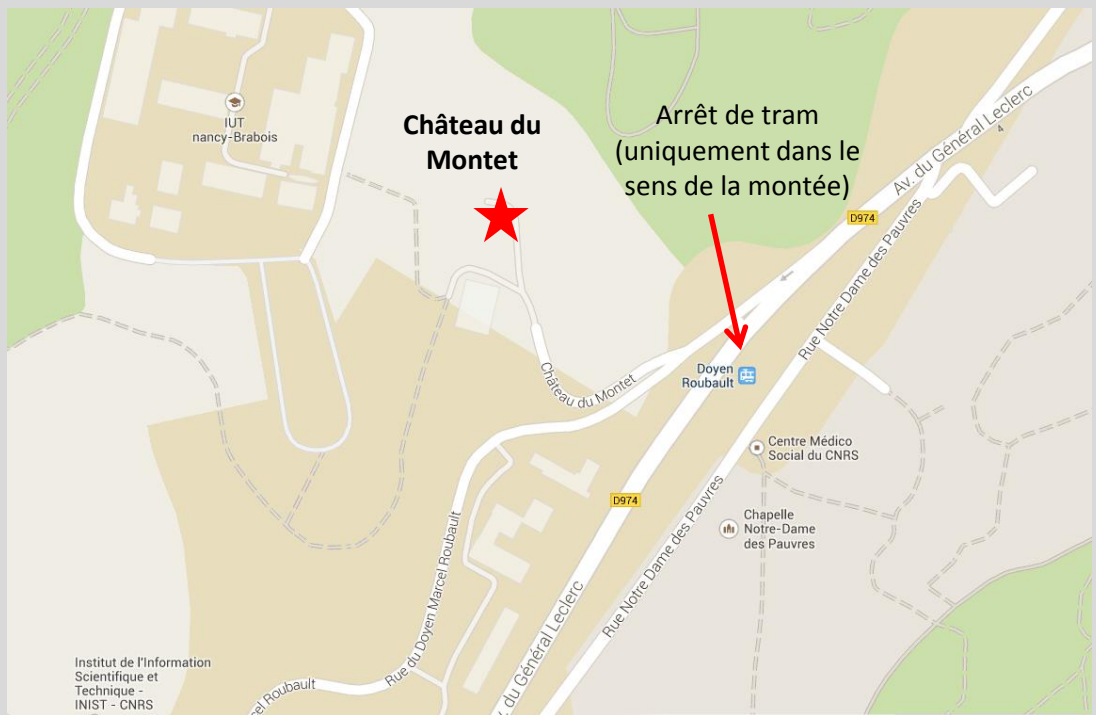 IUT
nancy-Brabois
Château du
Montet
Arrêt de tram
(uniquement dans le
sens de la montée)
Av. du Général Leclerc
4
D974
Rue Notre Dame des Pauvres
Doyen
Roubault
Château du Montet
Centre Médico
Social du CNRS
D974
Chapelle
Notre-Dame
des Pauvres
Rue du Doyen Marcel Roubault
Rue Notre Dame des Pauvres
du Général Leclerc
Institut de l'Information
Scientifique et
Technique -
INIST - CNRS
Roubault